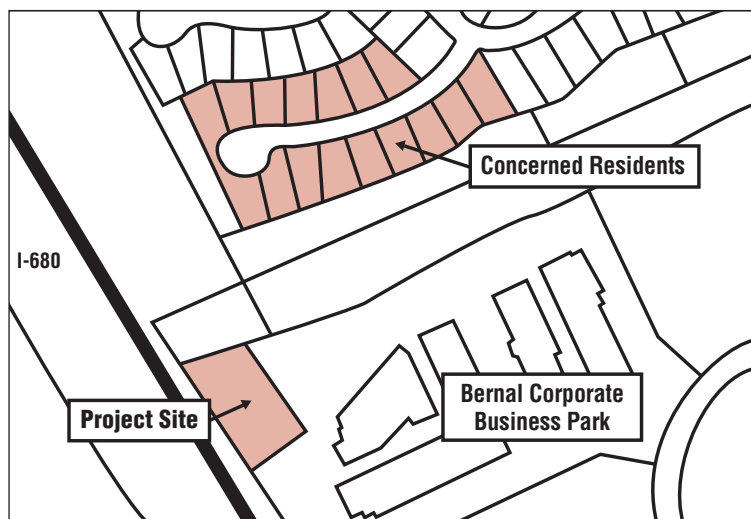 Concerned Residents
I-680
Project Site
Bernal Corporate
Business Park